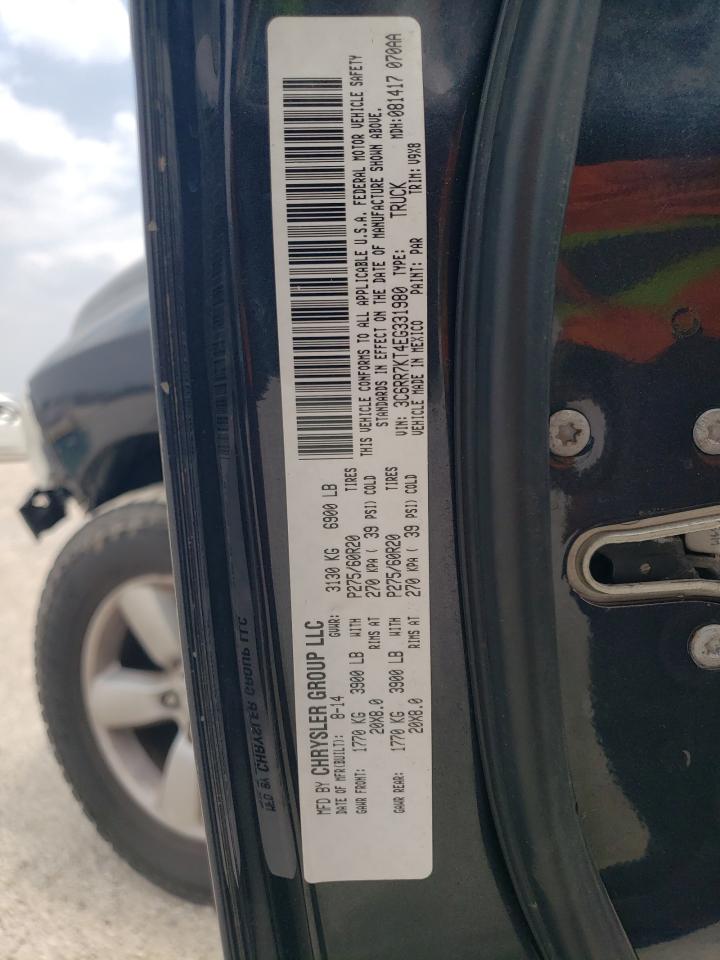 MFD BY CHRYSLER GROUP LLC
DATE OF MFR(BUILT): 8-14 GVWR: 3130 KG 6900 LB
GAWR FRONT: 1770 KG 3900 LB WITH P275/60R20 TIRES
20X8.0 RIMS AT 270 KPA ( 39 PSI) COLD
GAWR REAR: 1770 KG 3900 LB WITH P275/60R20 TIRES
20X8.0 RIMS AT 270 KPA ( 39 PSI) COLD
THIS VEHICLE CONFORMS TO ALL APPLICABLE U.S.A. FEDERAL MOTOR VEHICLE SAFETY
STANDARDS IN EFFECT ON THE DATE OF MANUFACTURE SHOWN ABOVE.
VIN: 3C6RR7KT4EG331980 TYPE: TRUCK MDH:081417 070AA
VEHICLE MADE IN MEXICO PAINT: PAR TRIM: V9X8